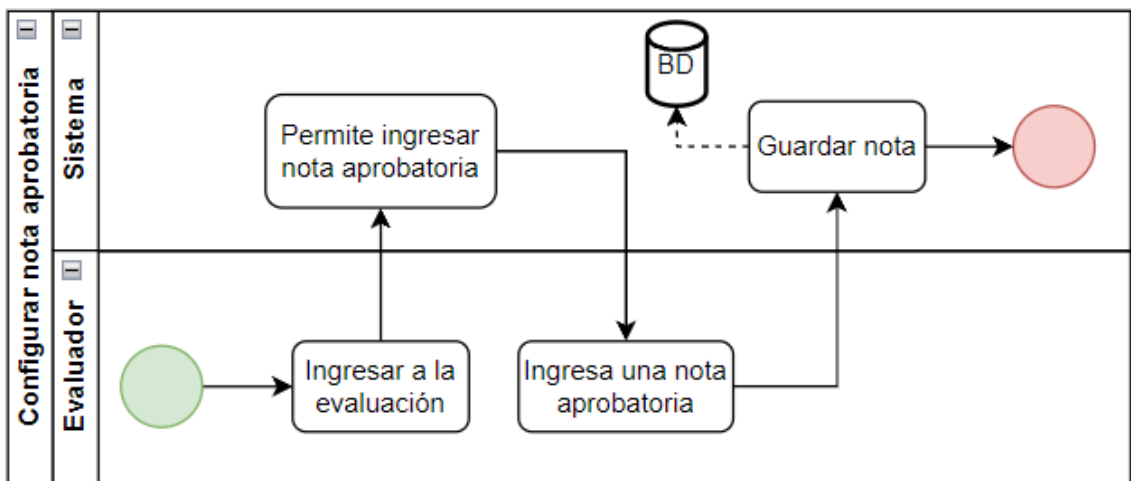 Configurar nota aprobatoria
Sistema
Permite ingresar
nota aprobatoria
BD
Guardar nota
Evaluador
Ingresar a la
evaluación
Ingresa una nota
aprobatoria